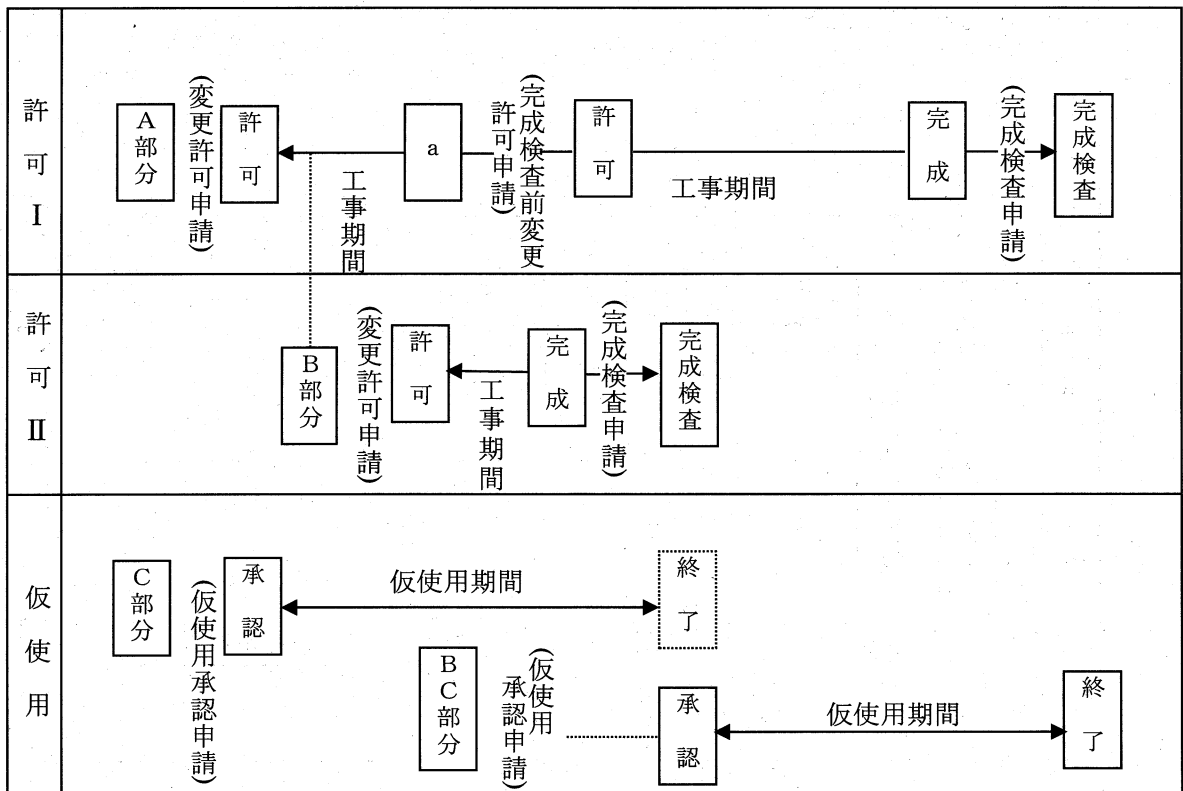 許可Ⅰ
A部分
(変更許可申請)
許可
工事期間
a
(完成検査前変更
許可申請)
許可
工事期間
完成
(完成検査申請)
完成検査
許可Ⅱ
B部分
(変更許可申請)
許可
工事期間
完成
(完成検査申請)
完成検査
仮使用
C部分
(仮使用承認申請)
承認
仮使用期間
終了
BC部分
(仮使用
承認申請)
承認
仮使用期間
終了